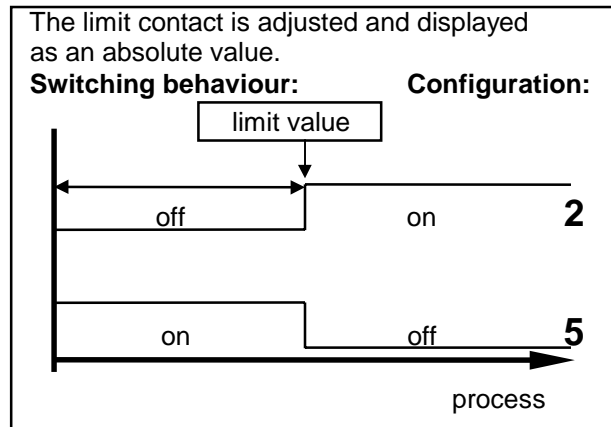 The limit contact is adjusted and displayed
as an absolute value.
Switching behaviour: Configuration:
limit value
off on 2
on off 5
process